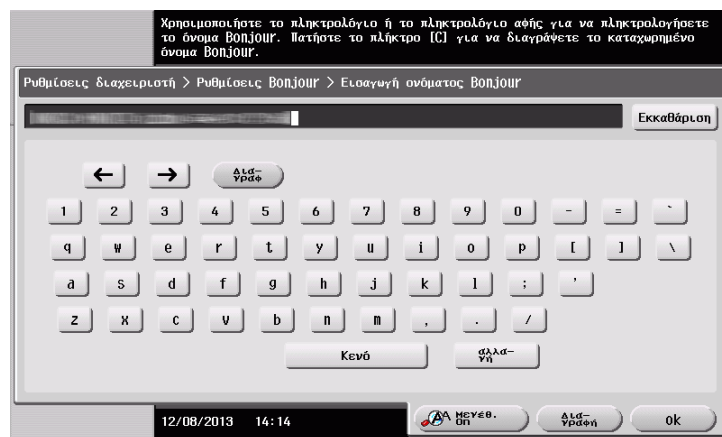 Χρησιμοποιήστε το πληκτρολόγιο ή το πληκτρολόγιο αφής για να πληκτρολογήσετε
το όνομα Bonjour. Πατήστε το πλήκτρο [C] για να διαγράψετε το καταχωρημένο
όνομα Bonjour.
Ρυθμίσεις διαχειριστή > Ρυθμίσεις Bonjour > Εισαγωγή ονόματος Bonjour
Εκκαθάριση
← → Δια-
γραφ
1 2 3 4 5 6 7 8 9 0 - = `
q w e r t y u i o p [ ] \
a s d f g h j k l ; '
z x c v b n m , . /
Κενό αλλα-
γή
12/08/2013 14:14 AA Μεγέθ.
on Δια-
γραφή ok